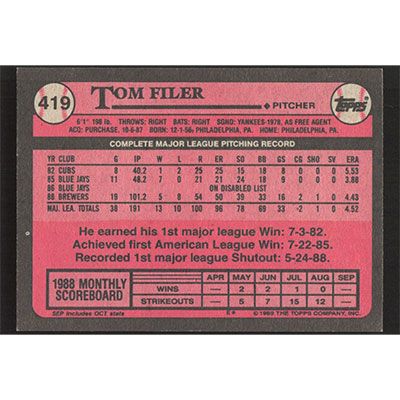 419
TOM FILER
PITCHER
TOPPS
6'1" 198 lb. THROWS: RIGHT BATS: RIGHT SGND: YANKEES-1978, AS FREE AGENT
ACQ: PURCHASE, 10-6-87 BORN: 12-1-56, PHILADELPHIA, PA. HOME: PHILADELPHIA, PA.
COMPLETE MAJOR LEAGUE PITCHING RECORD
YR CLUB G IP W L R ER SO BB GS CG SHO SV ERA
82 CUBS 8 40.2 1 2 25 25 15 18 8 0 0 0 5.53
85 BLUE JAYS 11 48.2 7 0 21 21 24 18 9 0 0 0 3.88
86 BLUE JAYS ON DISABLED LIST
88 BREWERS 19 101.2 5 8 54 50 39 33 16 2 1 0 4.43
MAJ. LEA. TOTALS 38 191 13 10 100 96 78 69 33 2 1 0 4.52
He earned his 1st major league Win: 7-3-82.
Achieved first American League Win: 7-22-85.
Recorded 1st major league Shutout: 5-24-88.
1988 MONTHLY SCOREBOARD
APR MAY JUN JUL AUG SEP
WINS — 2 2 1 — —
STRIKEOUTS — 5 7 15 12 —
SEP Includes OCT stats
E* © 1989 THE TOPPS COMPANY, INC.